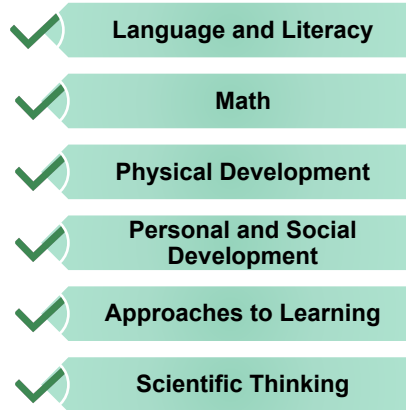 Language and Literacy
Math
Physical Development
Personal and Social
Development
Approaches to Learning
Scientific Thinking